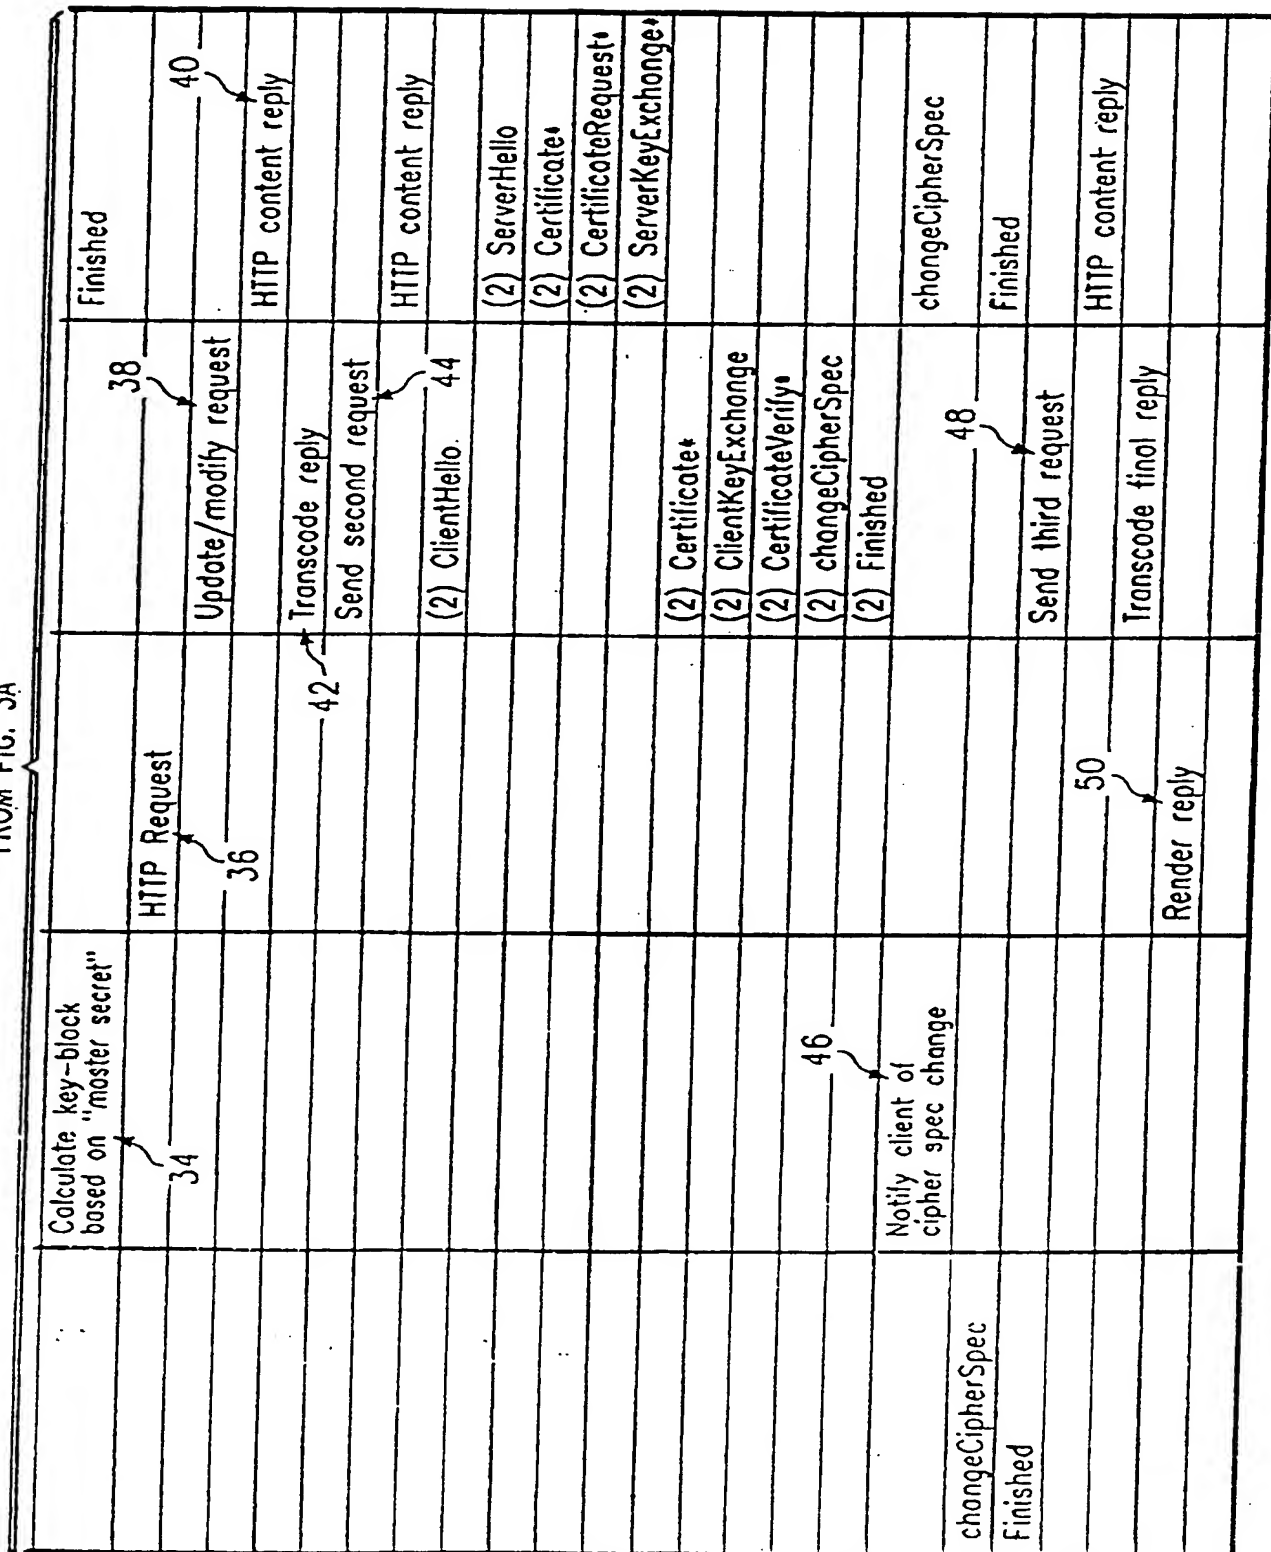 FROM FIG.
Finished
Calculate key-block
based on "master secret"
34
HTTP Request
36
38
Update/modify request
40
HTTP content reply
42
Transcode reply
Send second request
44
HTTP content reply
(2) ClientHello.
(2) ServerHello
(2) Certificate*
(2) CertificateRequest*
(2) ServerKeyExchange*
(2) Certificate*
(2) ClientKeyExchange
(2) CertificateVerify*
(2) changeCipherSpec
(2) Finished
46
Notify client of
cipher spec change
changeCipherSpec
changeCipherSpec
Finished
Finished
48
Send third request
HTTP content reply
Transcode final reply
50
Render reply